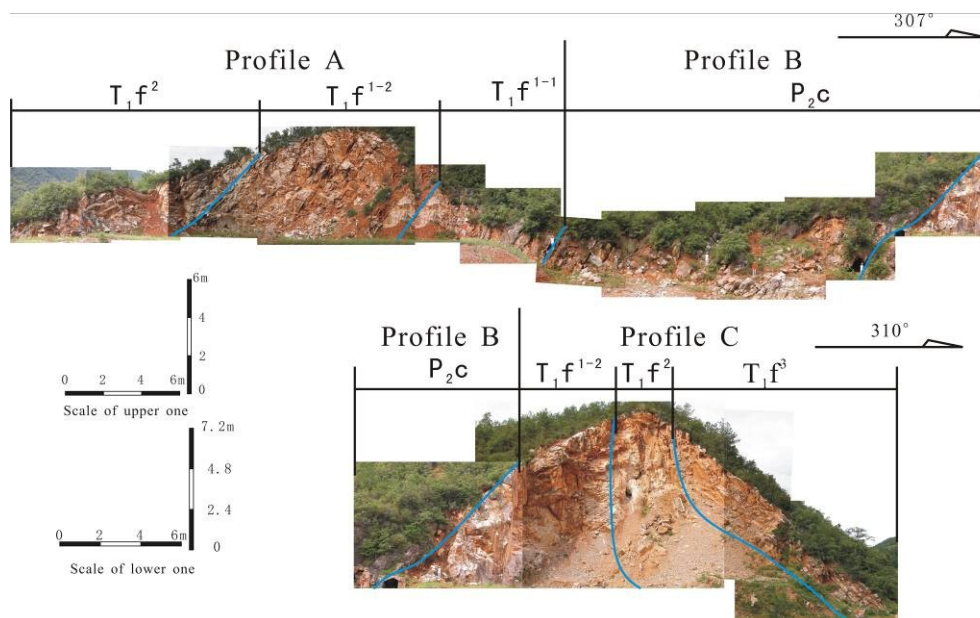 307°
Profile A Profile B
T₁f² T₁f¹⁻² T₁f¹⁻¹ P₂c
6m
4
2
0
0 2 4 6m
Scale of upper one
310°
Profile B Profile C
P₂c T₁f¹⁻² T₁f² T₁f³
7.2m
4.8
2.4
0
0 2 4 6m
Scale of lower one